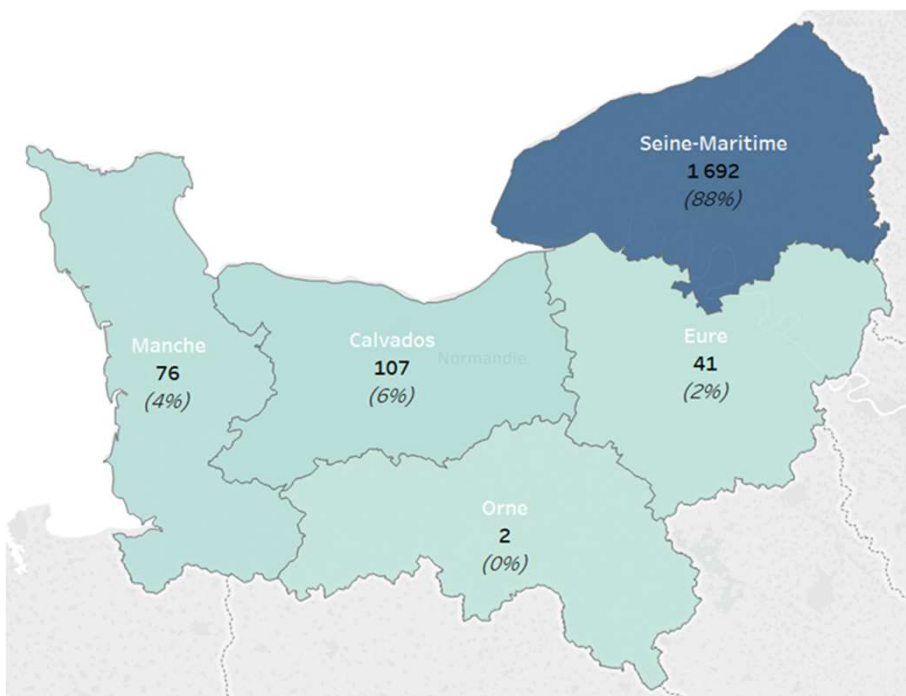 Seine-Maritime
1 692
(88%)
Manche
76
(4%)
Calvados
107
(6%)
Normandie
Eure
41
(2%)
Orne
2
(0%)